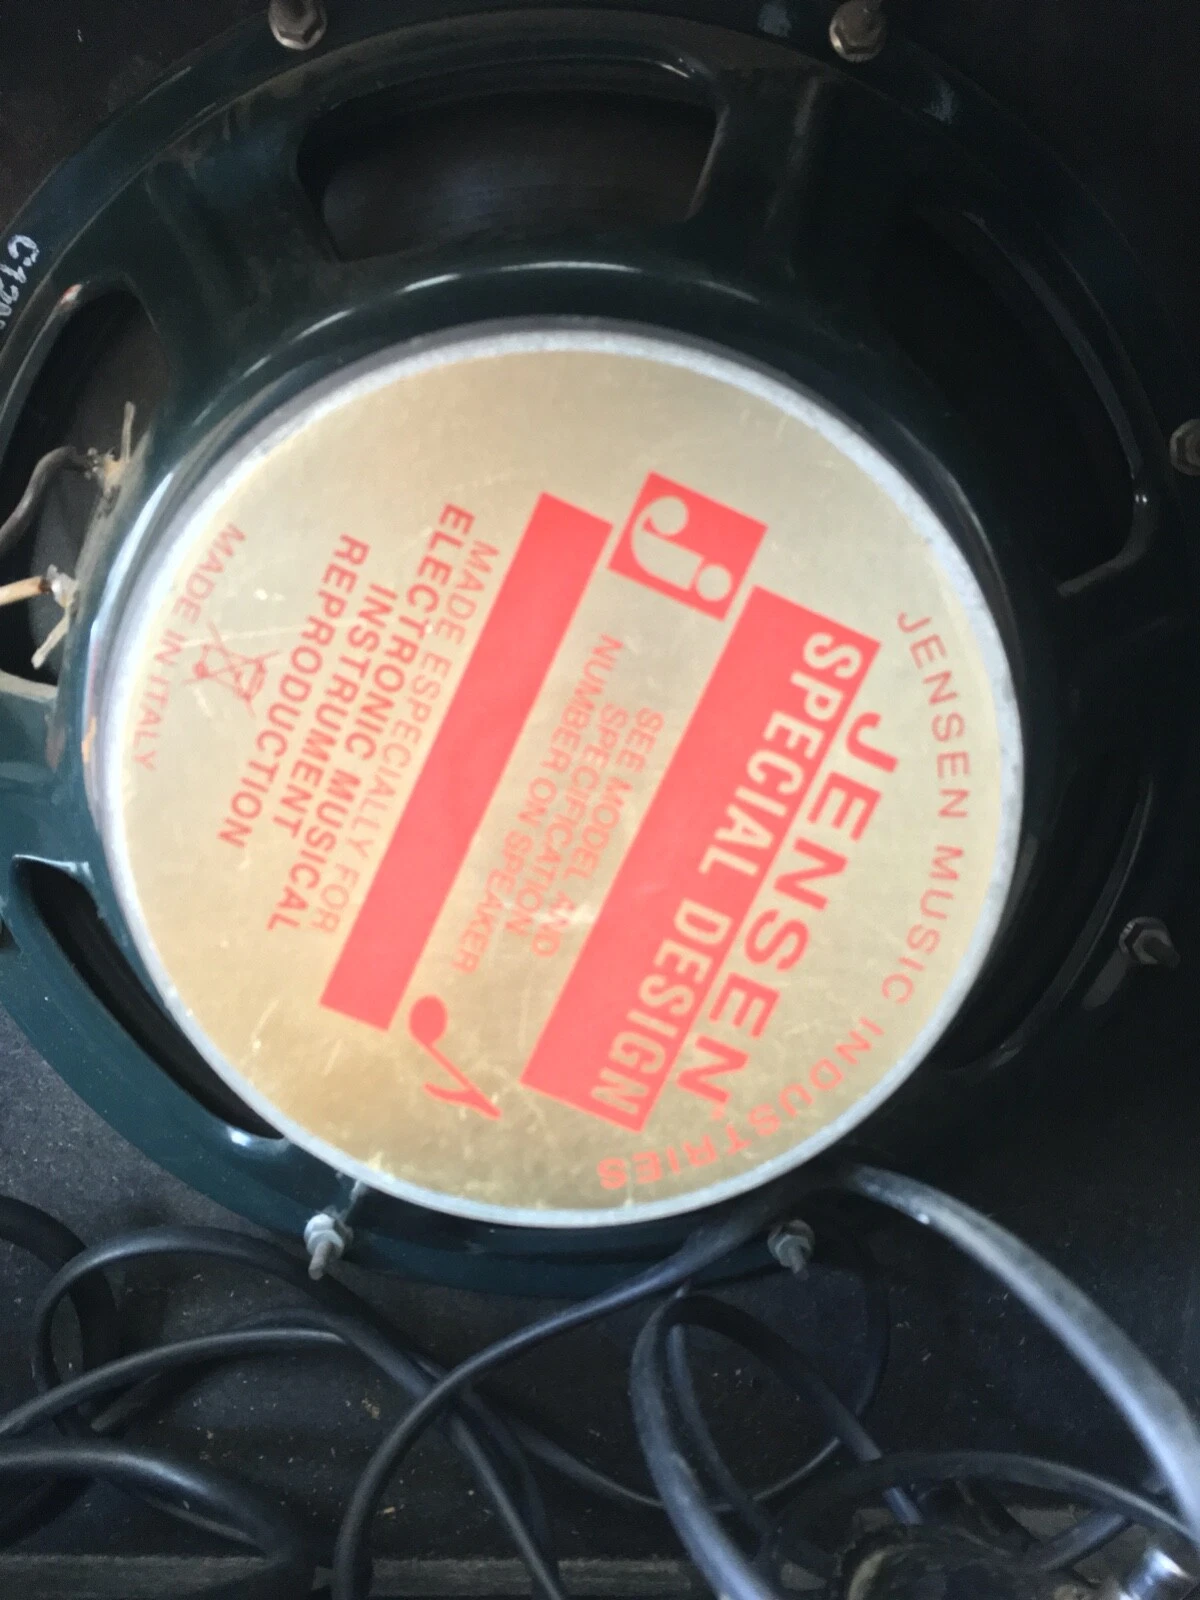 JENSEN MUSIC INDUSTRIES
JENSEN
SPECIAL DESIGN
SEE MODEL AND
SPECIFICATION
NUMBER ON SPEAKER
MADE ESPECIALLY FOR
ELECTRONIC MUSICAL
INSTRUMENT
REPRODUCTION
MADE IN ITALY